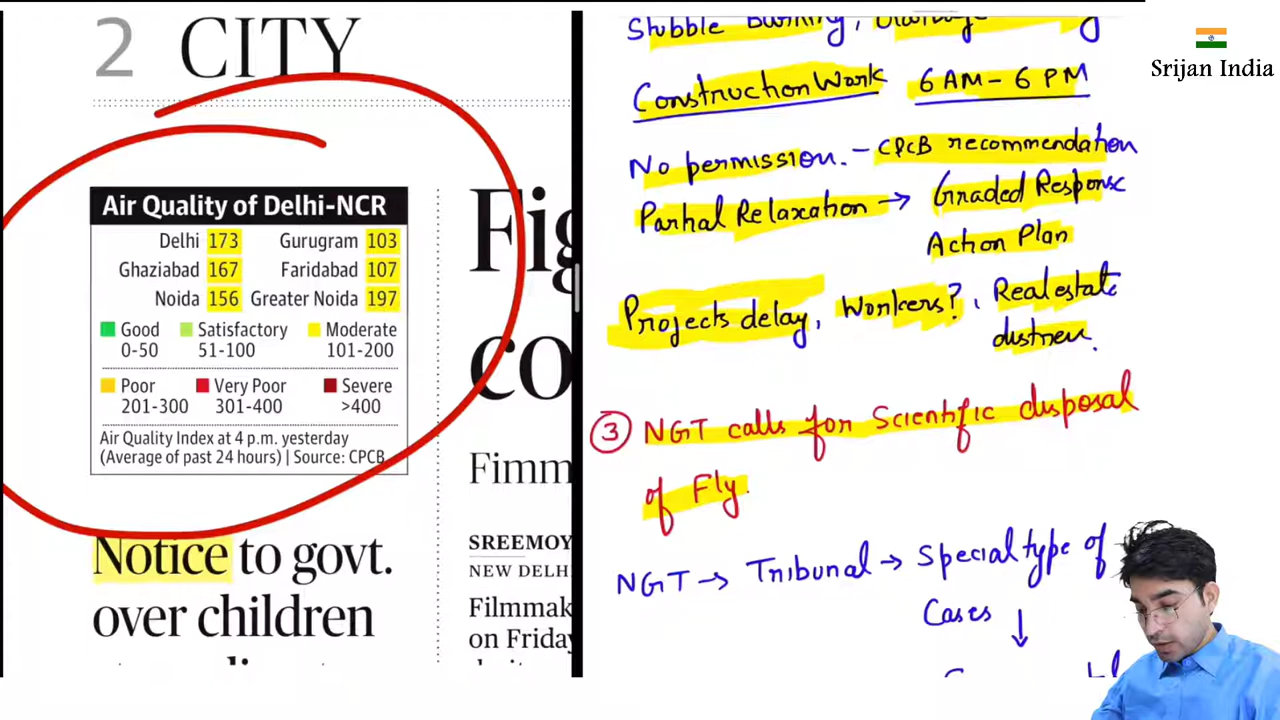 2 CITY
Air Quality of Delhi-NCR
Delhi 173 Gurugram 103
Ghaziabad 167 Faridabad 107
Noida 156 Greater Noida 197
Good Satisfactory Moderate
0-50 51-100 101-200
Poor Very Poor Severe
201-300 301-400 >400
Air Quality Index at 4 p.m. yesterday
(Average of past 24 hours) | Source: CPCB
Notice to govt.
over children
Fig
co
Fimm
SREEMOY
NEW DELH
Filmmak
on Friday
Stubble Burning,
Construction Work 6 AM - 6 PM
No permission. - CPCB recommendation
Partial Relaxation → Graded Response
Action Plan
Projects delay, Workers?, Real estate
distress.
3 NGT calls for Scientific disposal
of Fly
NGT → Tribunal → Special type of
Cases
Srijan India